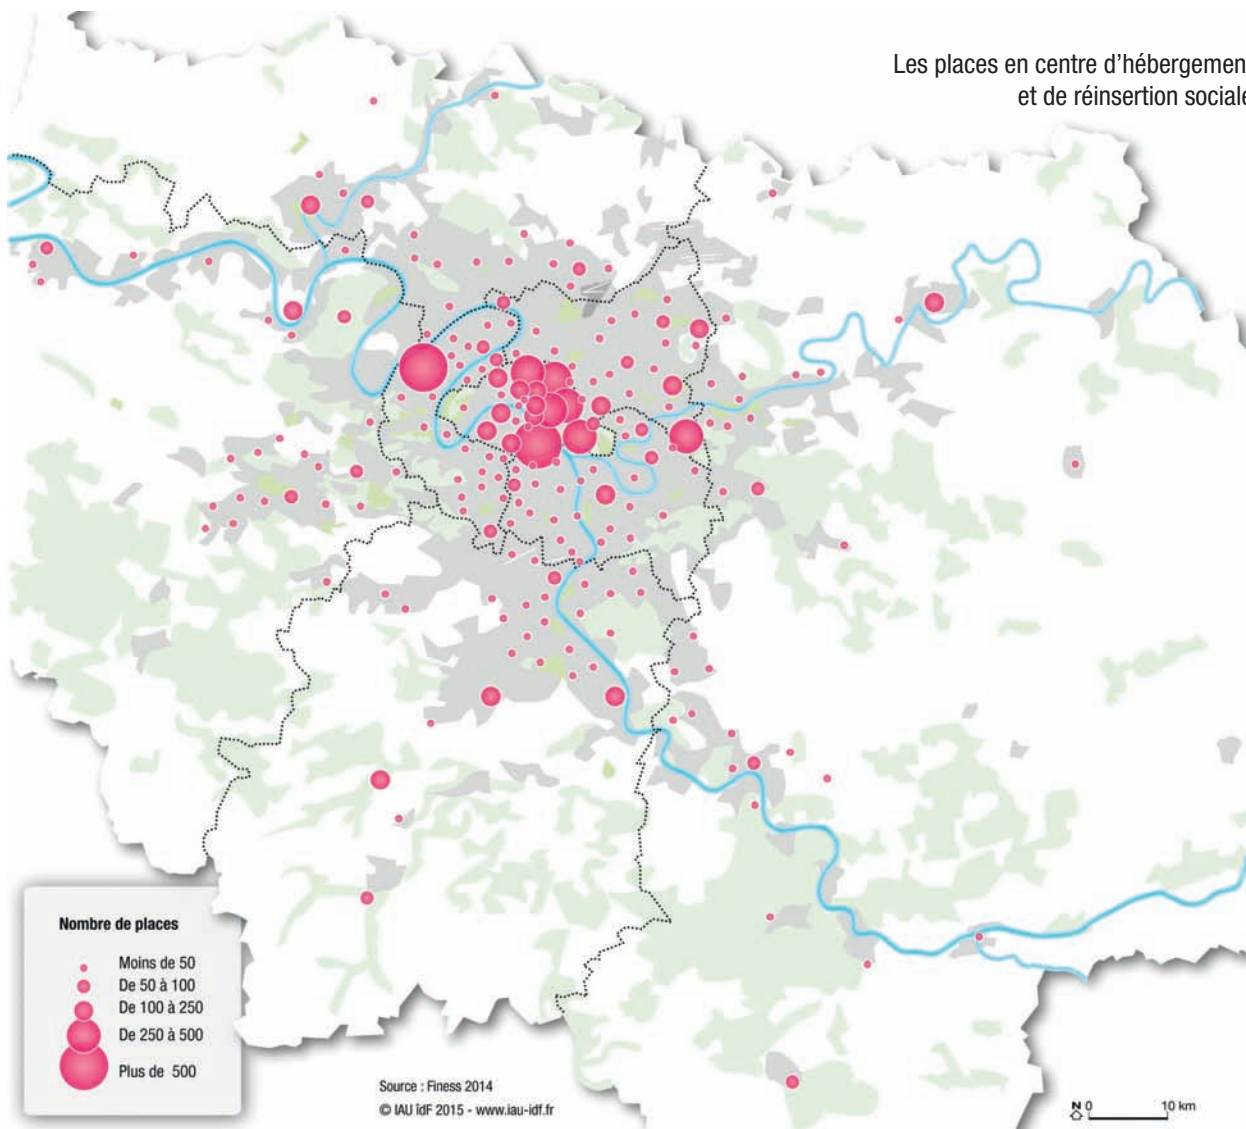 Les places en centre d’hébergemen
et de réinsertion sociale
Nombre de places
Moins de 50
De 50 à 100
De 100 à 250
De 250 à 500
Plus de 500
Source : Finess 2014
© IAU îdF 2015 - www.iau-idf.fr
N 0 10 km